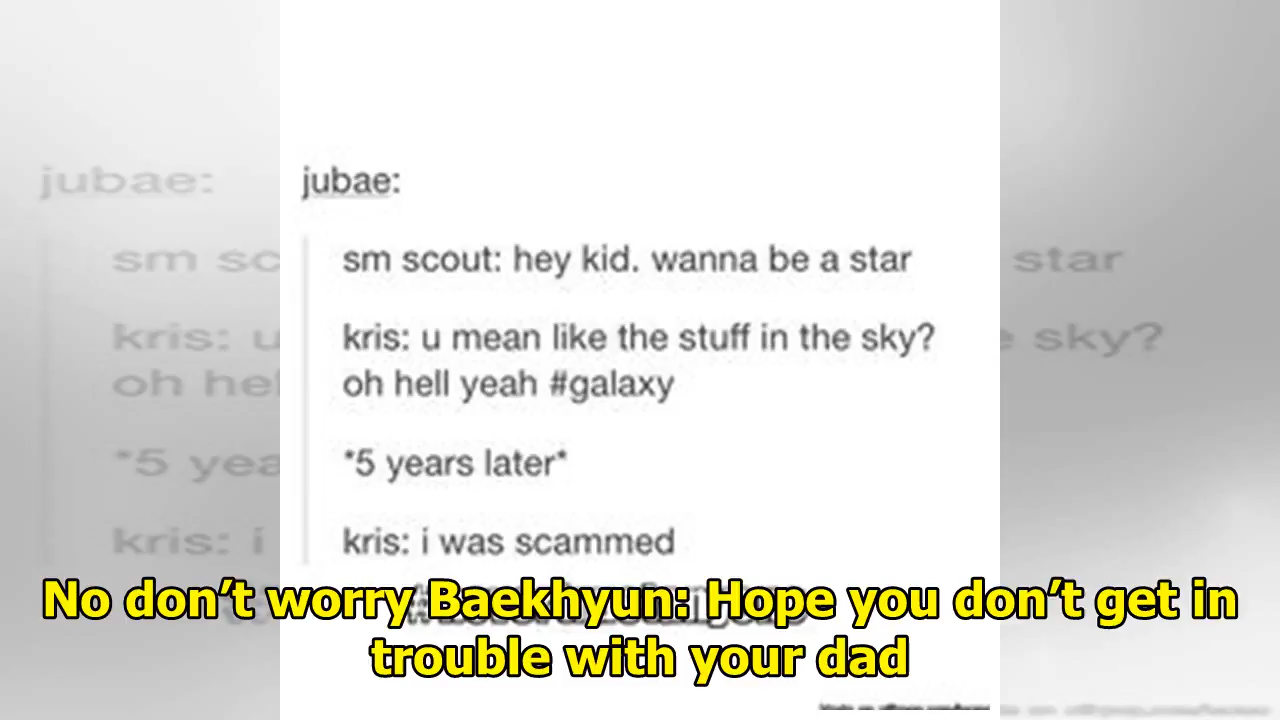 jubae:
sm scout: hey kid. wanna be a star
kris: u mean like the stuff in the sky?
oh hell yeah #galaxy
*5 years later*
kris: i was scammed
No don’t worry Baekhyun: Hope you don’t get in
trouble with your dad